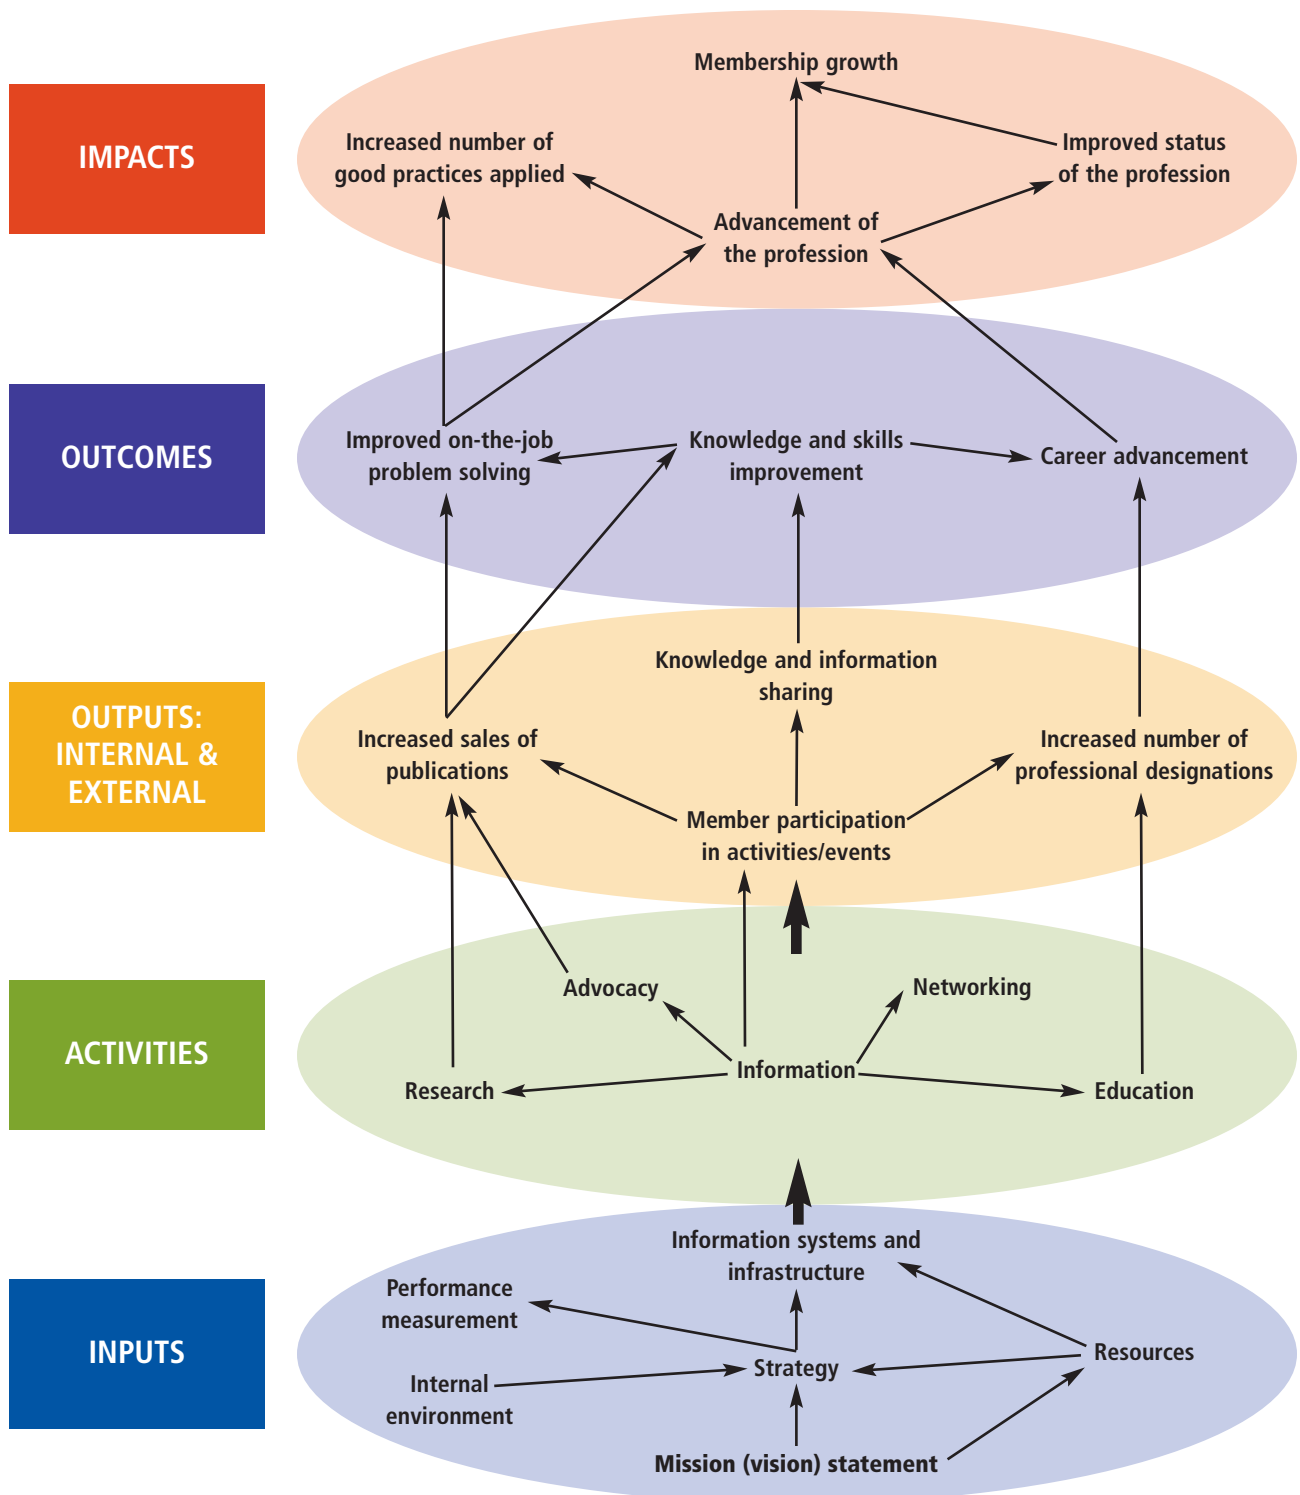 IMPACTS
Membership growth
Increased number of
good practices applied
Improved status
of the profession
Advancement of
the profession
OUTCOMES
Improved on-the-job
problem solving
Knowledge and skills
improvement
Career advancement
OUTPUTS:
INTERNAL &
EXTERNAL
Knowledge and information
sharing
Increased sales of
publications
Increased number of
professional designations
Member participation
in activities/events
ACTIVITIES
Advocacy
Networking
Information
Research
Education
INPUTS
Information systems and
infrastructure
Performance
measurement
Resources
Strategy
Internal
environment
Mission (vision) statement